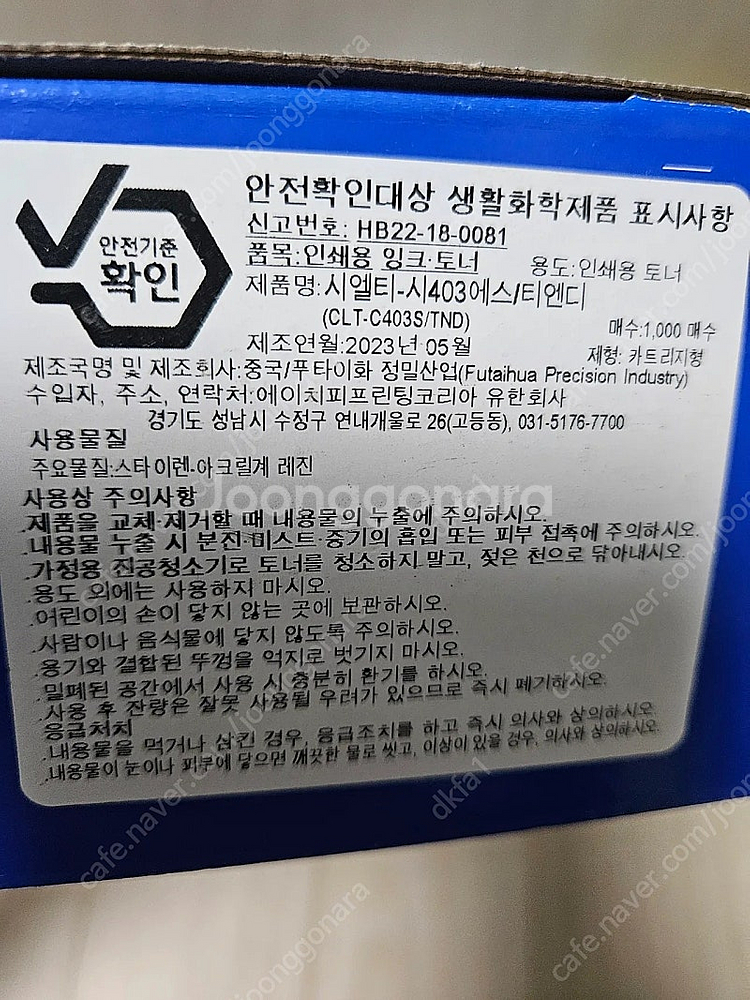 안전기준
확인
안전확인대상 생활화학제품 표시사항
신고번호: HB22-18-0081
품목:인쇄용 잉크·토너 용도:인쇄용 토너
제품명:시엘티-시403에스/티엔디
(CLT-C403S/TND) 매수:1,000 매수
제조연월:2023년 05월 제형: 카트리지형
제조국명 및 제조회사:중국/푸타이화 정밀산업(Futaihua Precision Industry)
수입자, 주소, 연락처:에이치피프린팅코리아 유한회사
경기도 성남시 수정구 연내개울로 26(고등동), 031-5176-7700
사용물질
주요물질:스타이렌-아크릴계 레진
사용상 주의사항
.제품을 교체·제거할 때 내용물의 누출에 주의하시오.
.내용물 누출 시 분진·미스트·증기의 흡입 또는 피부 접촉에 주의하시오.
.가정용 진공청소기로 토너를 청소하지 말고, 젖은 천으로 닦아내시오.
.용도 외에는 사용하지 마시오.
.어린이의 손이 닿지 않는 곳에 보관하시오.
.사람이나 음식물에 닿지 않도록 주의하시오.
.용기와 결합된 뚜껑을 억지로 벗기지 마시오.
.밀폐된 공간에서 사용 시 충분히 환기를 하시오.
.사용 후 잔량은 잘못 사용될 우려가 있으므로 즉시 폐기하시오.
응급처치
.내용물을 먹거나 삼킨 경우, 응급조치를 하고 즉시 의사와 상의하시오.
.내용물이 눈이나 피부에 닿으면 깨끗한 물로 씻고, 이상이 있을 경우, 의사와 상의하시오.
Joonggonara
cafe.naver.com/joonggonara
dkfa1